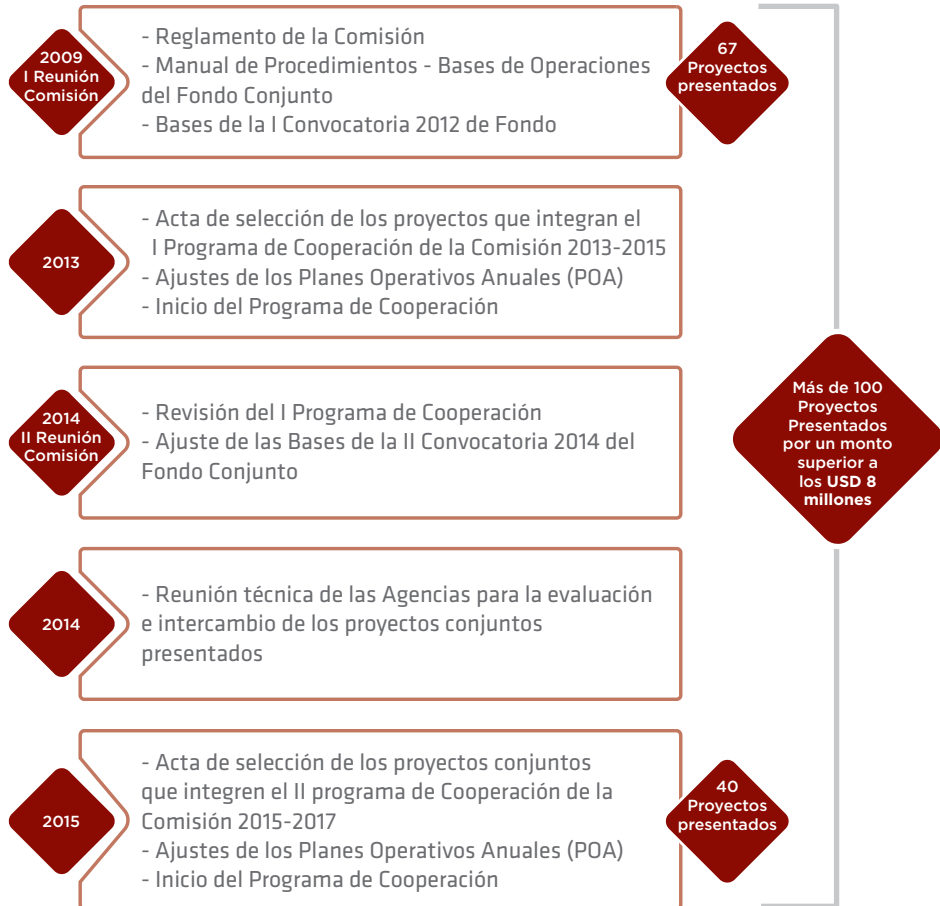 2009
I Reunión
Comisión
- Reglamento de la Comisión
- Manual de Procedimientos - Bases de Operaciones
del Fondo Conjunto
- Bases de la I Convocatoria 2012 de Fondo
67
Proyectos
presentados
2013
- Acta de selección de los proyectos que integran el
I Programa de Cooperación de la Comisión 2013-2015
- Ajustes de los Planes Operativos Anuales (POA)
- Inicio del Programa de Cooperación
2014
II Reunión
Comisión
- Revisión del I Programa de Cooperación
- Ajuste de las Bases de la II Convocatoria 2014 del
Fondo Conjunto
Más de 100
Proyectos
Presentados
por un monto
superior a
los USD 8
millones
2014
- Reunión técnica de las Agencias para la evaluación
e intercambio de los proyectos conjuntos
presentados
2015
- Acta de selección de los proyectos conjuntos
que integren el II programa de Cooperación de la
Comisión 2015-2017
- Ajustes de los Planes Operativos Anuales (POA)
- Inicio del Programa de Cooperación
40
Proyectos
presentados